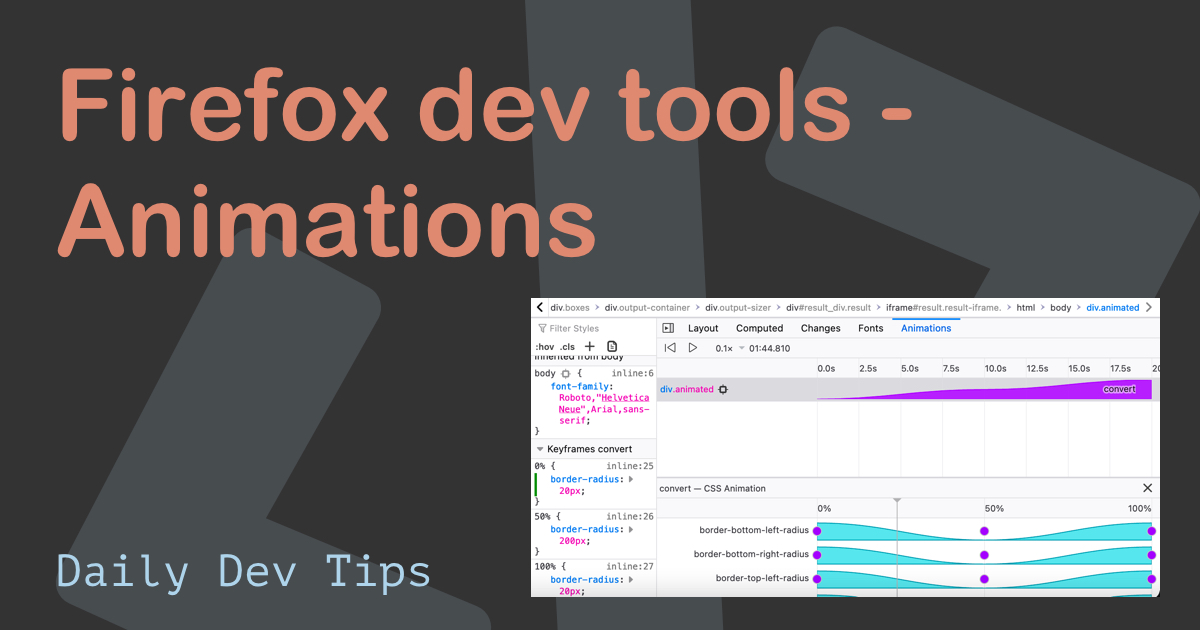 Firefox dev tools -
Animations
div.boxes > div.output-container > div.output-sizer > div#result_div.result > iframe#result.result-iframe. > html > body > div.animated
Filter Styles
:hov .cls +
Inherited from body
body { inline:6
font-family:
Roboto,"Helvetica
Neue",Arial,sans-
serif;
}
Keyframes convert
0% { inline:25
border-radius:
20px;
}
50% { inline:26
border-radius:
200px;
}
100% { inline:27
border-radius:
20px;
Layout Computed Changes Fonts Animations
0.1× 01:44.810
0.0s 2.5s 5.0s 7.5s 10.0s 12.5s 15.0s 17.5s 20
div.animated convert
convert — CSS Animation
0% 50% 100%
border-bottom-left-radius
border-bottom-right-radius
border-top-left-radius
Daily Dev Tips